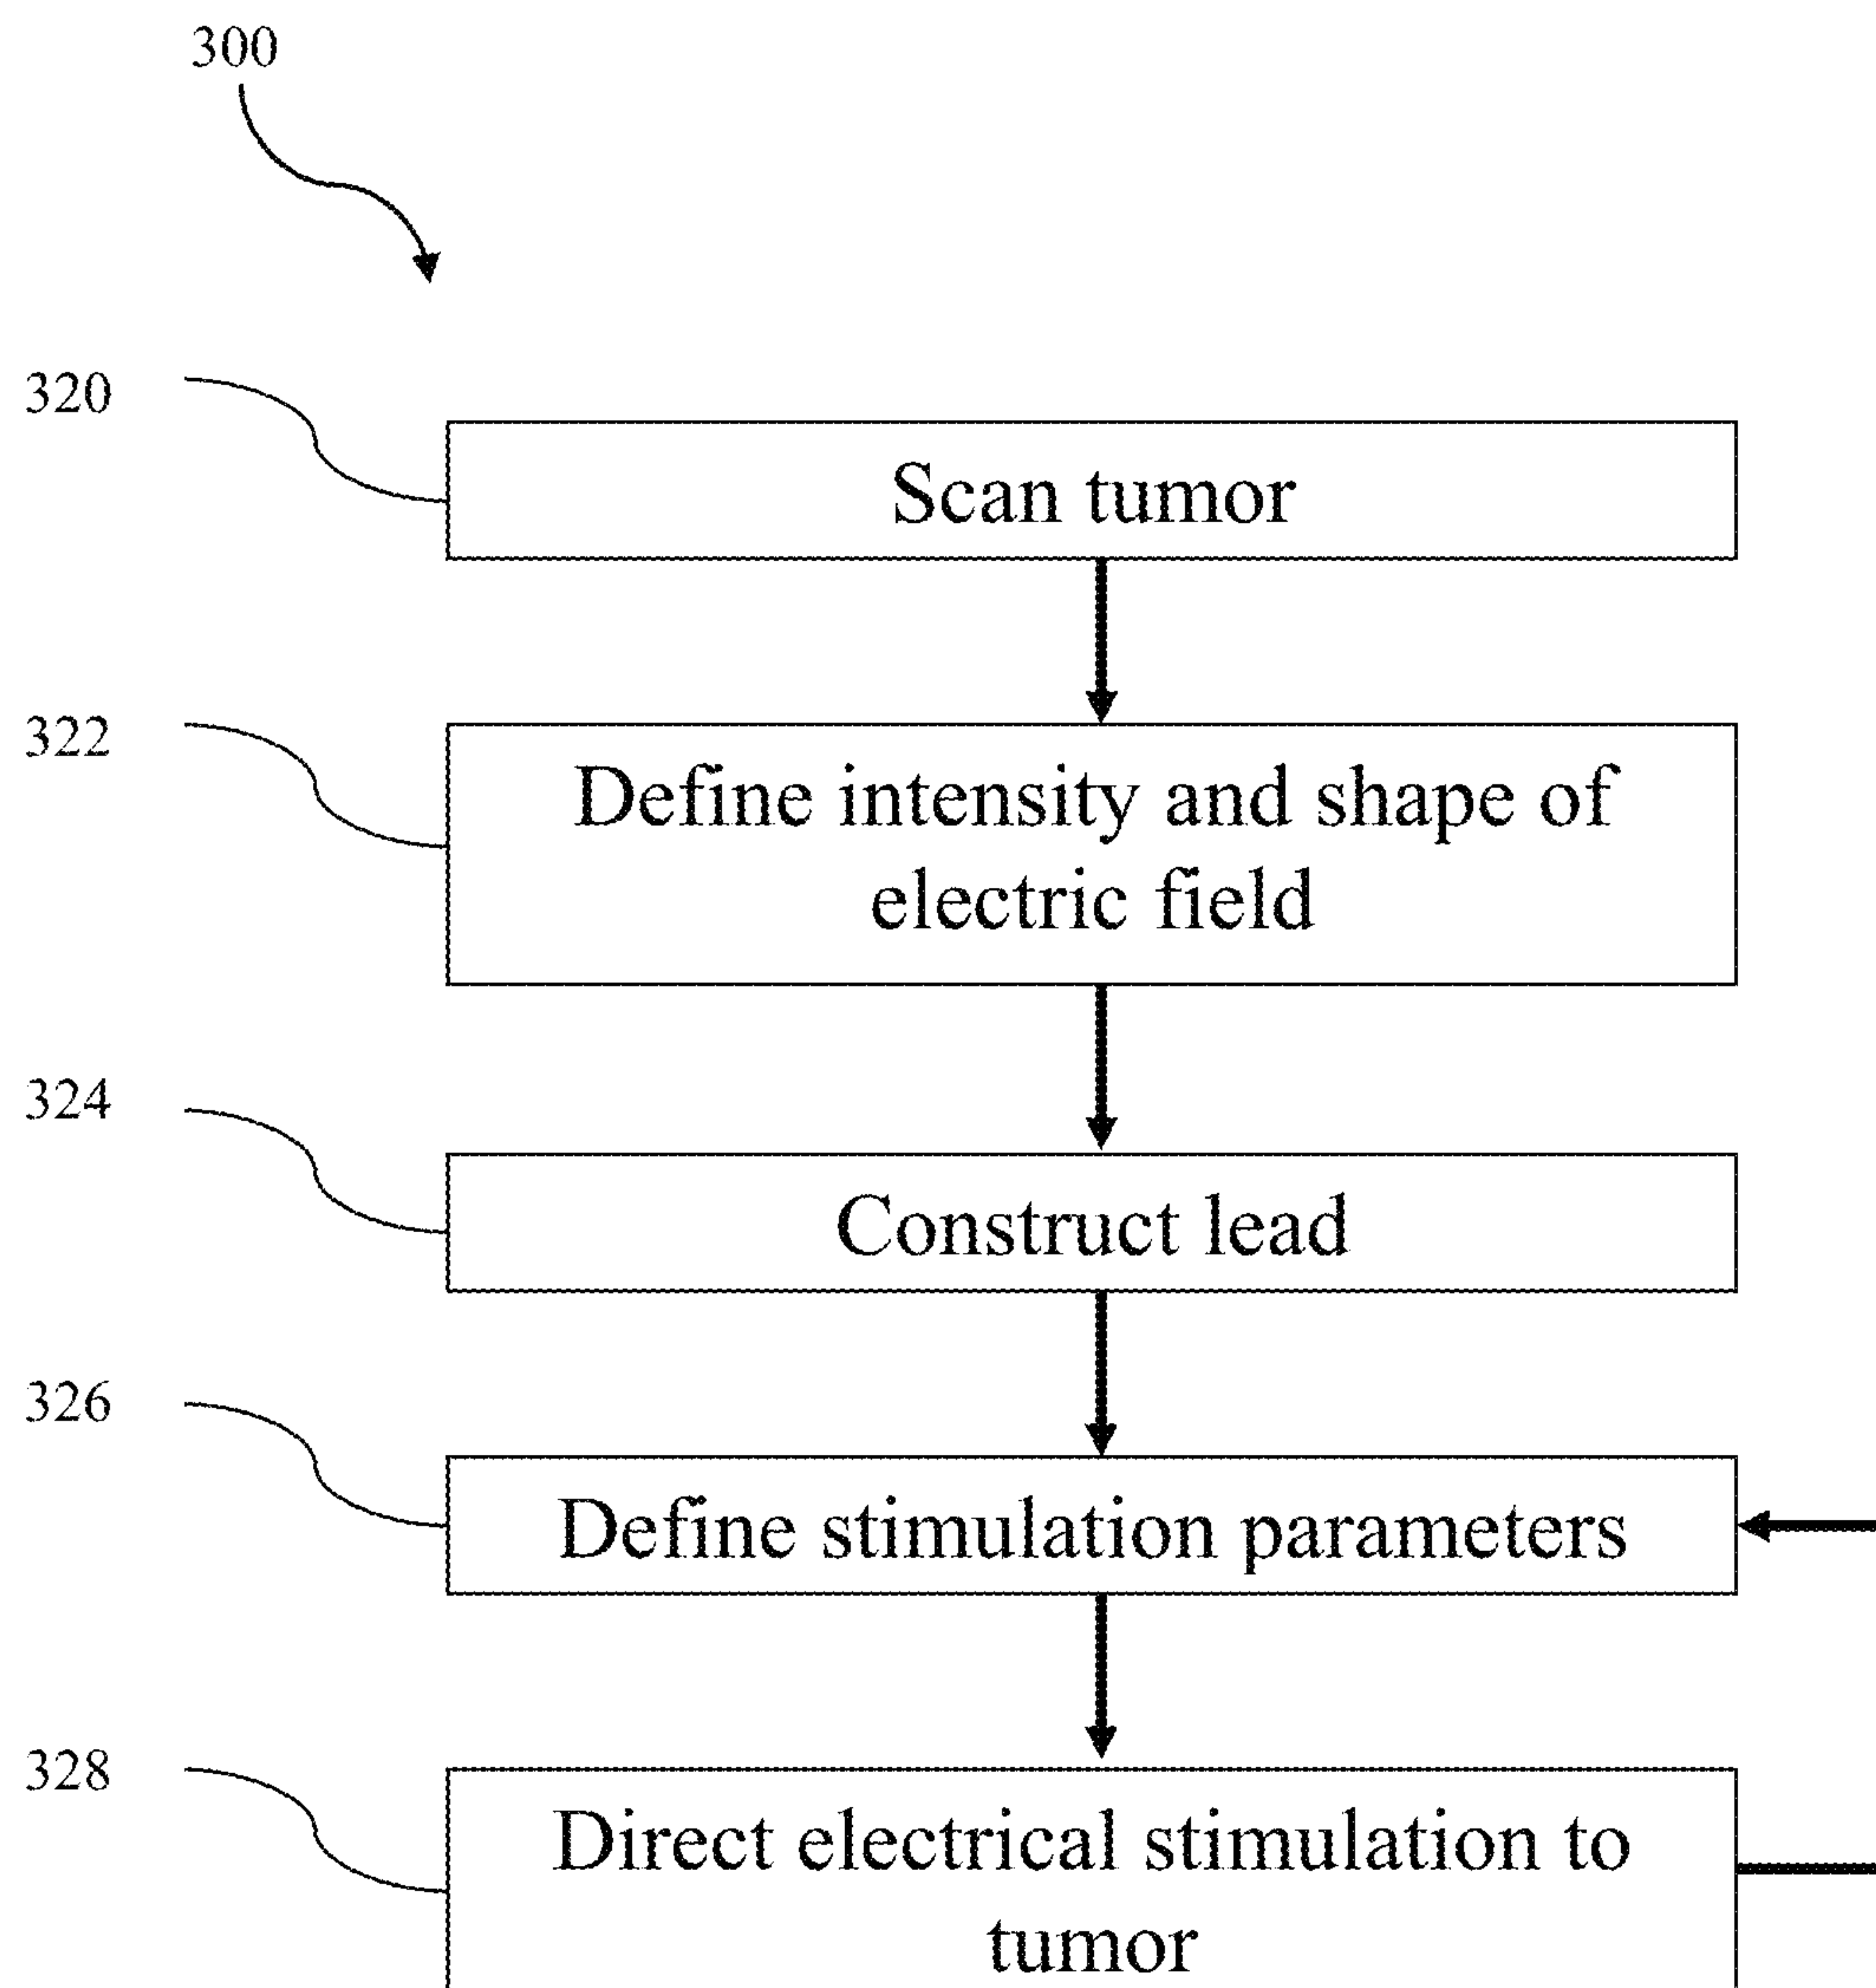 300
320
Scan tumor
322
Define intensity and shape of
electric field
324
Construct lead
326
Define stimulation parameters
328
Direct electrical stimulation to
tumor